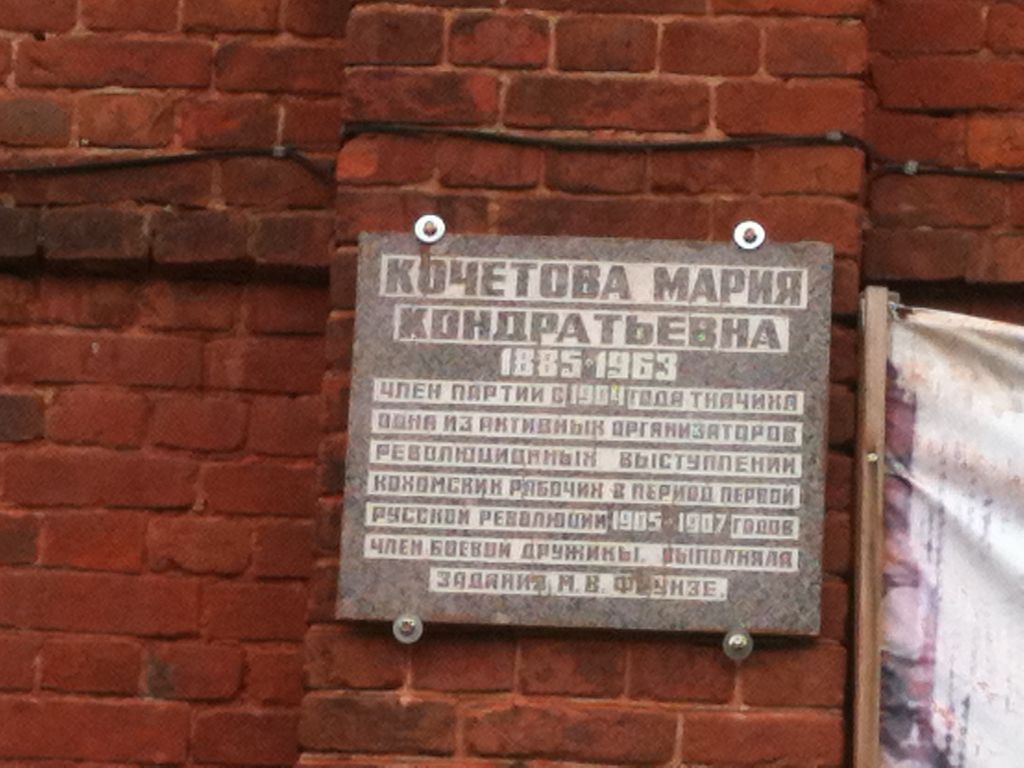 КОЧЕТОВА МАРИЯ
КОНДРАТЬЕВНА
1885-1963
ЧЛЕН ПАРТИИ С 1904 ГОДА ТКАЧИХА
ОДНА ИЗ АКТИВНЫХ ОРГАНИЗАТОРОВ
РЕВОЛЮЦИОННЫХ ВЫСТУПЛЕНИЙ
КОХОМСКИХ РАБОЧИХ В ПЕРИОД ПЕРВОЙ
РУССКОЙ РЕВОЛЮЦИИ 1905-1907 ГОДОВ
ЧЛЕН БОЕВОЙ ДРУЖИНЫ. ВЫПОЛНЯЛА
ЗАДАНИЯ М.В. ФРУНЗЕ.